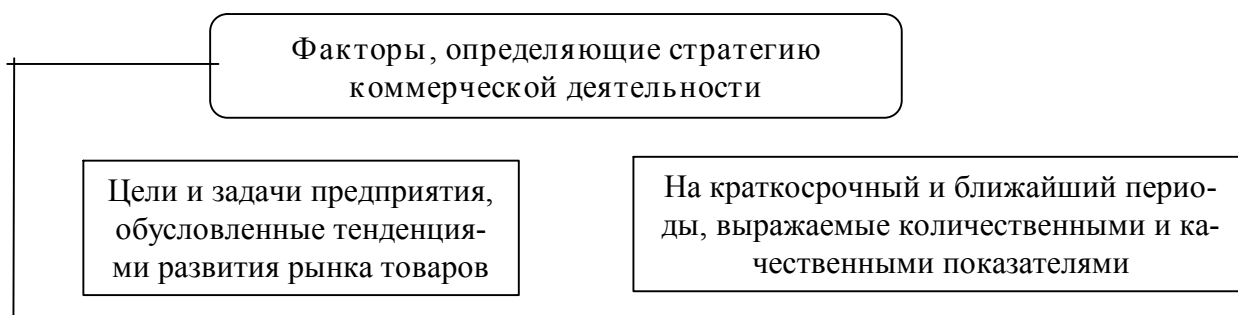 Факторы, определяющие стратегию
коммерческой деятельности
Цели и задачи предприятия,
обусловленные тенденция-
ми развития рынка товаров
На краткосрочный и ближайший перио-
ды, выражаемые количественными и ка-
чественными показателями